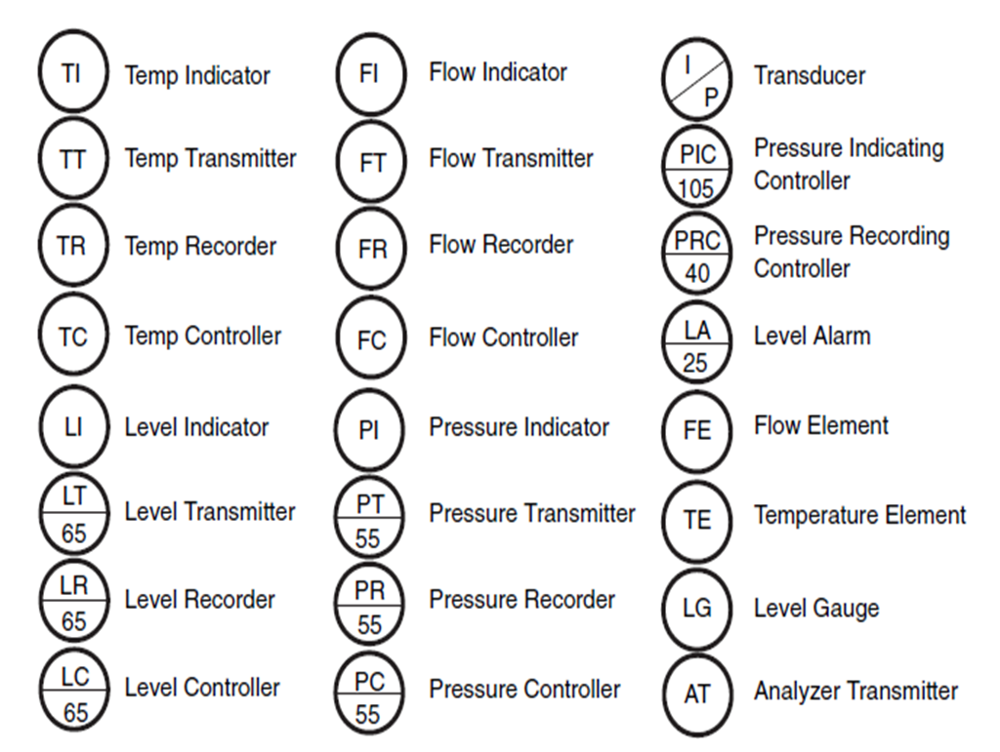 TI Temp Indicator
TT Temp Transmitter
TR Temp Recorder
TC Temp Controller
LI Level Indicator
LT
65
Level Transmitter
LR
65
Level Recorder
LC
65
Level Controller
FI Flow Indicator
FT Flow Transmitter
FR Flow Recorder
FC Flow Controller
PI Pressure Indicator
PT
55
Pressure Transmitter
PR
55
Pressure Recorder
PC
55
Pressure Controller
I
P
Transducer
PIC
105
Pressure Indicating
Controller
PRC
40
Pressure Recording
Controller
LA
25
Level Alarm
FE Flow Element
TE Temperature Element
LG Level Gauge
AT Analyzer Transmitter